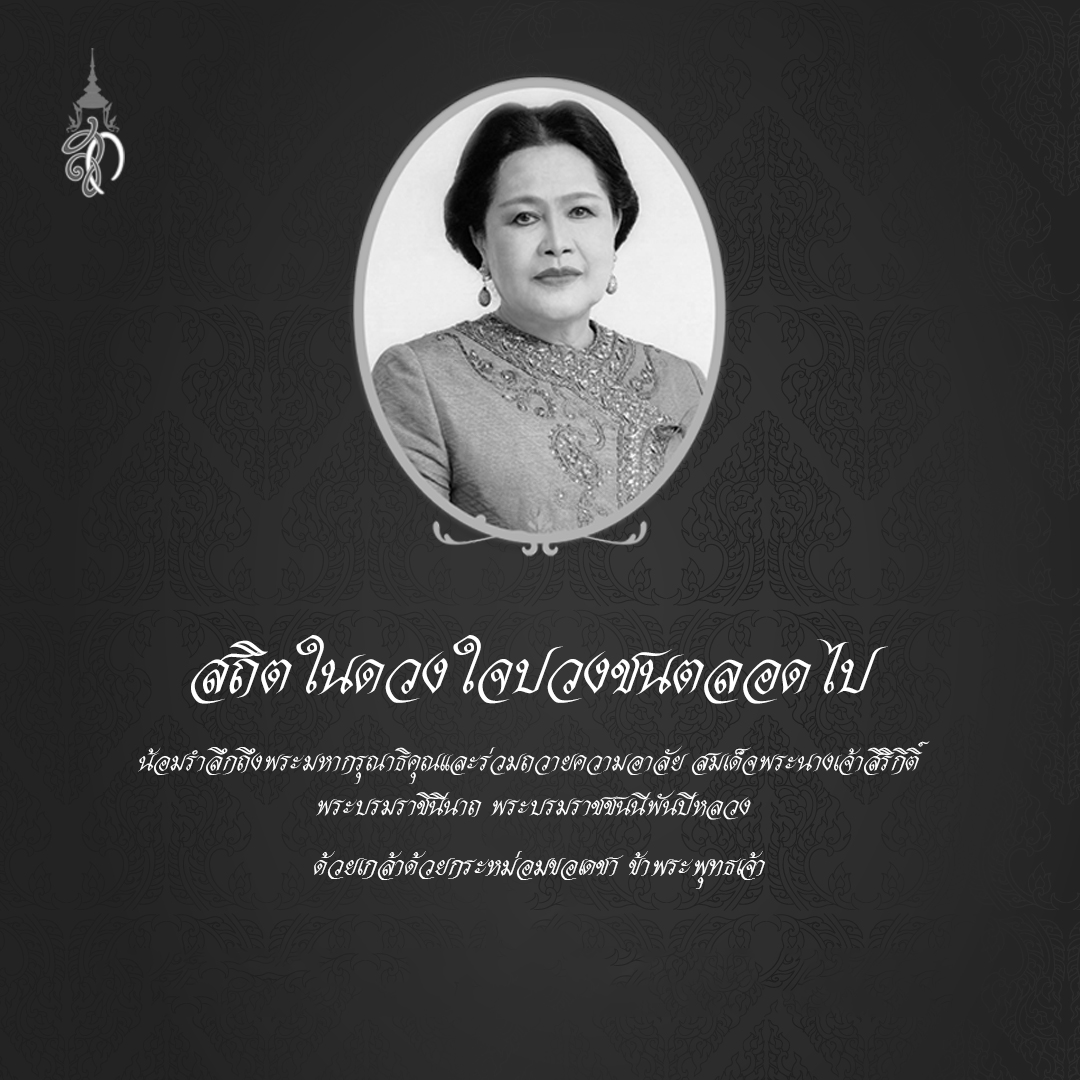 สถิตในดวงใจปวงชนตลอดไป
น้อมรำลึกถึงพระมหากรุณาธิคุณและร่วมถวายความอาลัย สมเด็จพระนางเจ้าสิริกิติ์
พระบรมราชินีนาถ พระบรมราชชนนีพันปีหลวง
ด้วยเกล้าด้วยกระหม่อมขอเดชา ข้าพระพุทธเจ้า